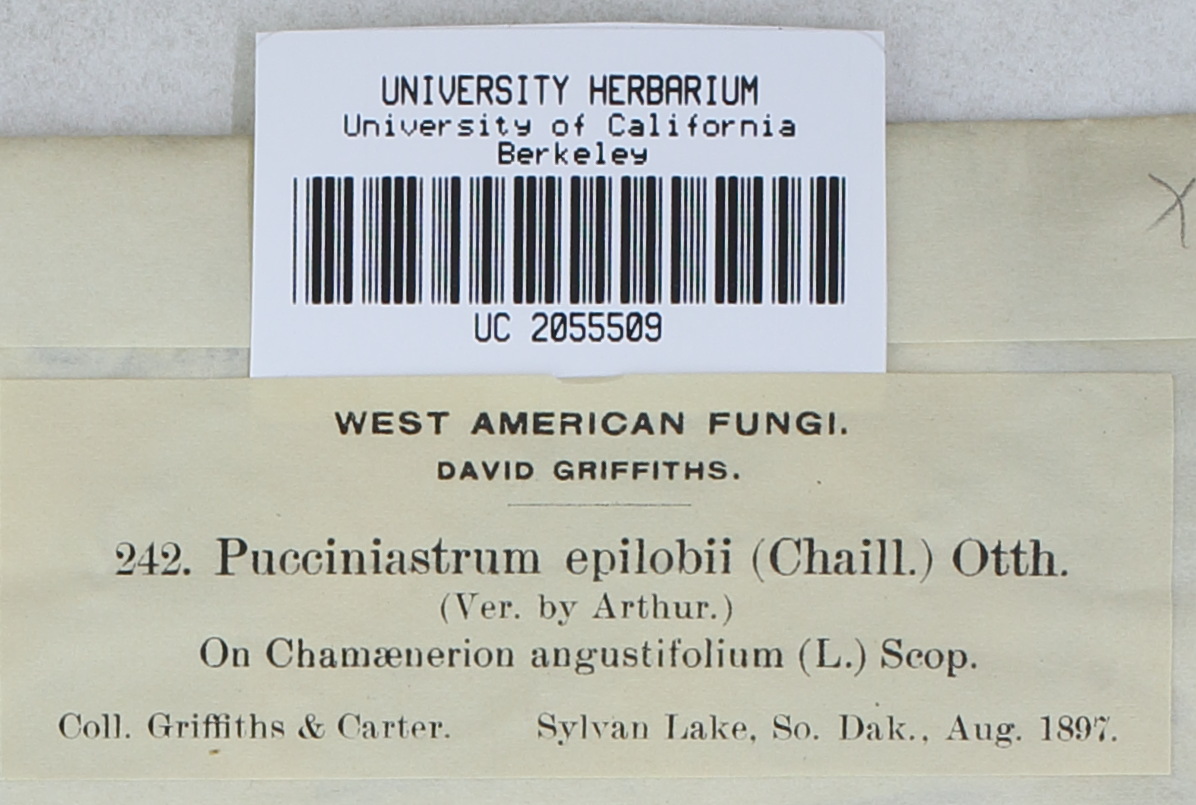 UNIVERSITY HERBARIUM
University of California
Berkeley
UC 2055509
X
WEST AMERICAN FUNGI.
DAVID GRIFFITHS.
242. Pucciniastrum epilobii (Chaill.) Otth.
(Ver. by Arthur.)
On Chamænerion angustifolium (L.) Scop.
Coll. Griffiths & Carter. Sylvan Lake, So. Dak., Aug. 1897.